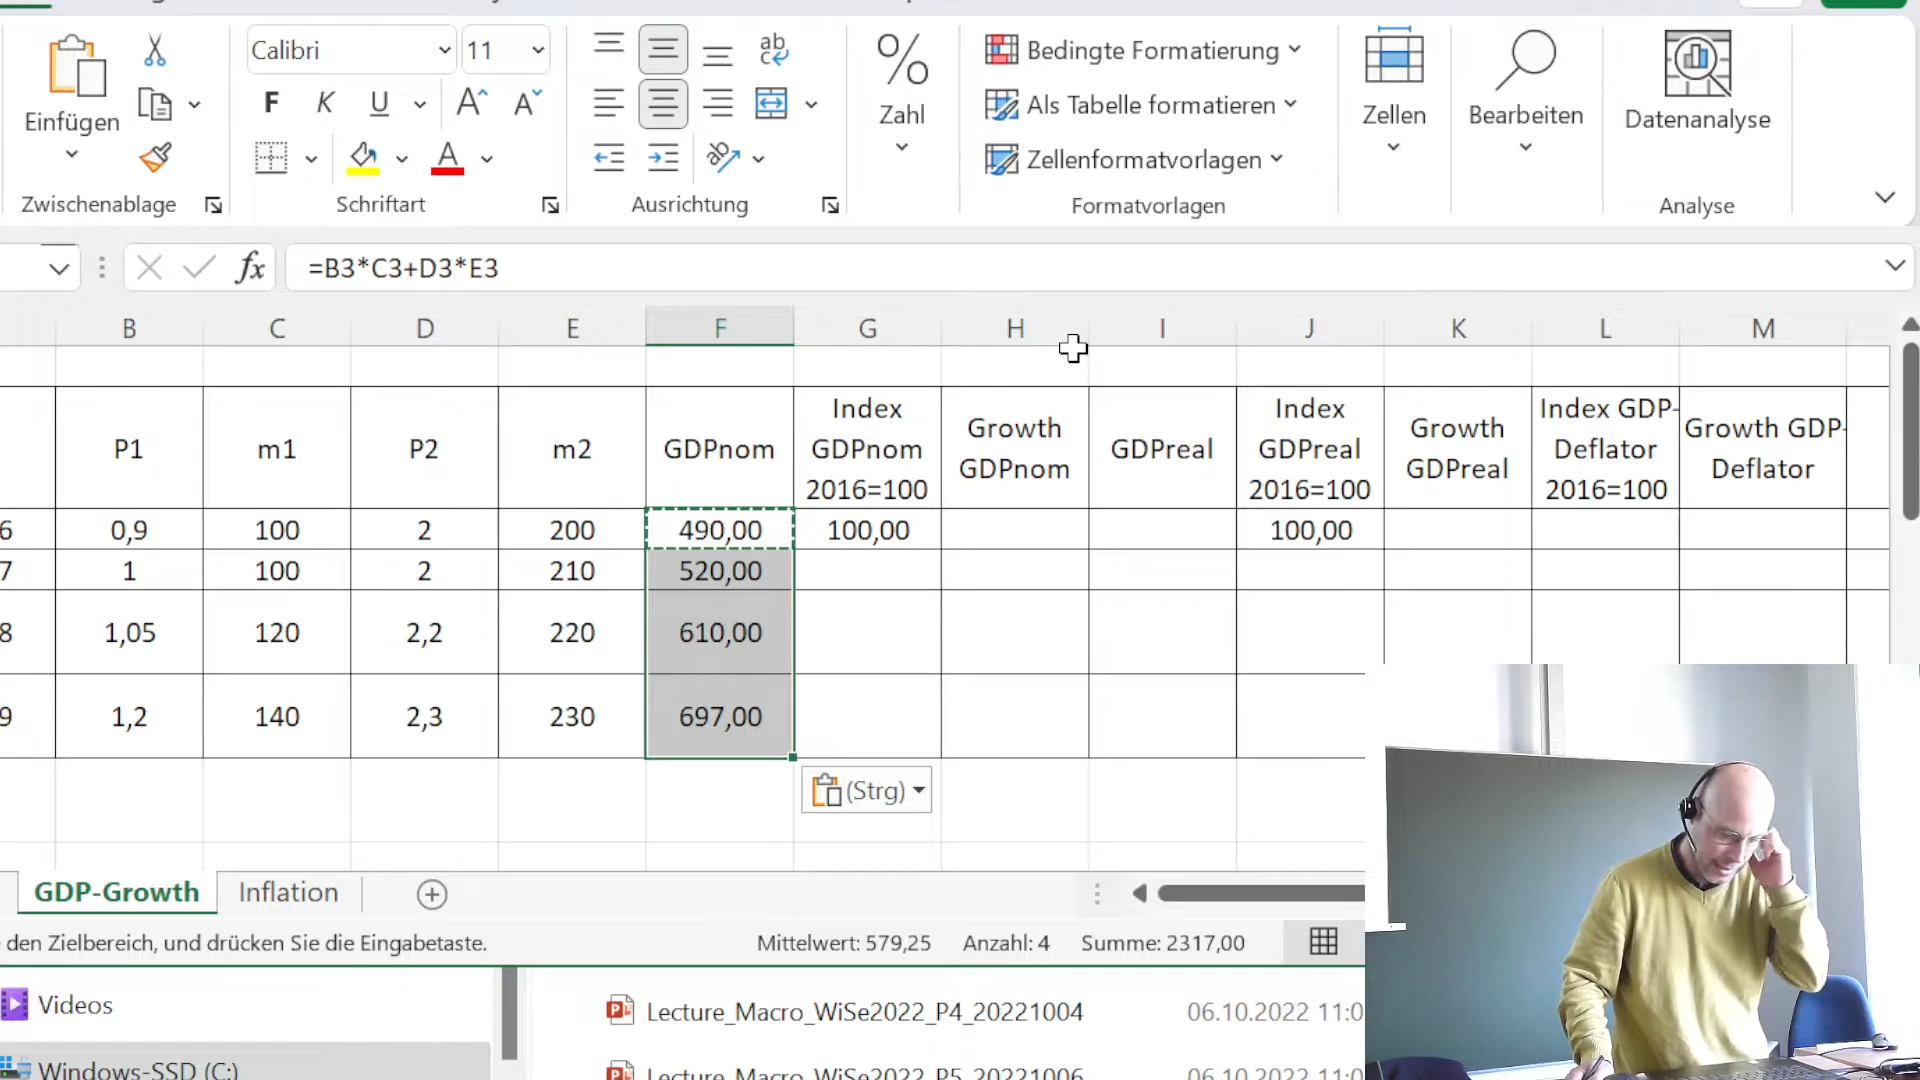 Calibri
11
Einfügen
F K U
A A
A
ab
c
ab
%
Zahl
Bedingte Formatierung
Als Tabelle formatieren
Zellenformatvorlagen
Zellen
Bearbeiten
Datenanalyse
Zwischenablage
Schriftart
Ausrichtung
Formatvorlagen
Analyse
fx
=B3*C3+D3*E3
B C D E F G H I J K L M
P1
m1
P2
m2
GDPnom
Index
GDPnom
2016=100
Growth
GDPnom
GDPreal
Index
GDPreal
2016=100
Growth
GDPreal
Index GDP-
Deflator
2016=100
Growth GDP-
Deflator
6 0,9 100 2 200 490,00 100,00 100,00
7 1 100 2 210 520,00
8 1,05 120 2,2 220 610,00
9 1,2 140 2,3 230 697,00
(Strg)
GDP-Growth
Inflation
den Zielbereich, und drücken Sie die Eingabetaste.
Mittelwert: 579,25
Anzahl: 4
Summe: 2317,00
Videos
Lecture_Macro_WiSe2022_P4_20221004
06.10.2022 11:0
Windows-SSD (C:)
Lecture_Macro_WiSe2022_P5_20221006
06.10.2022 11:0